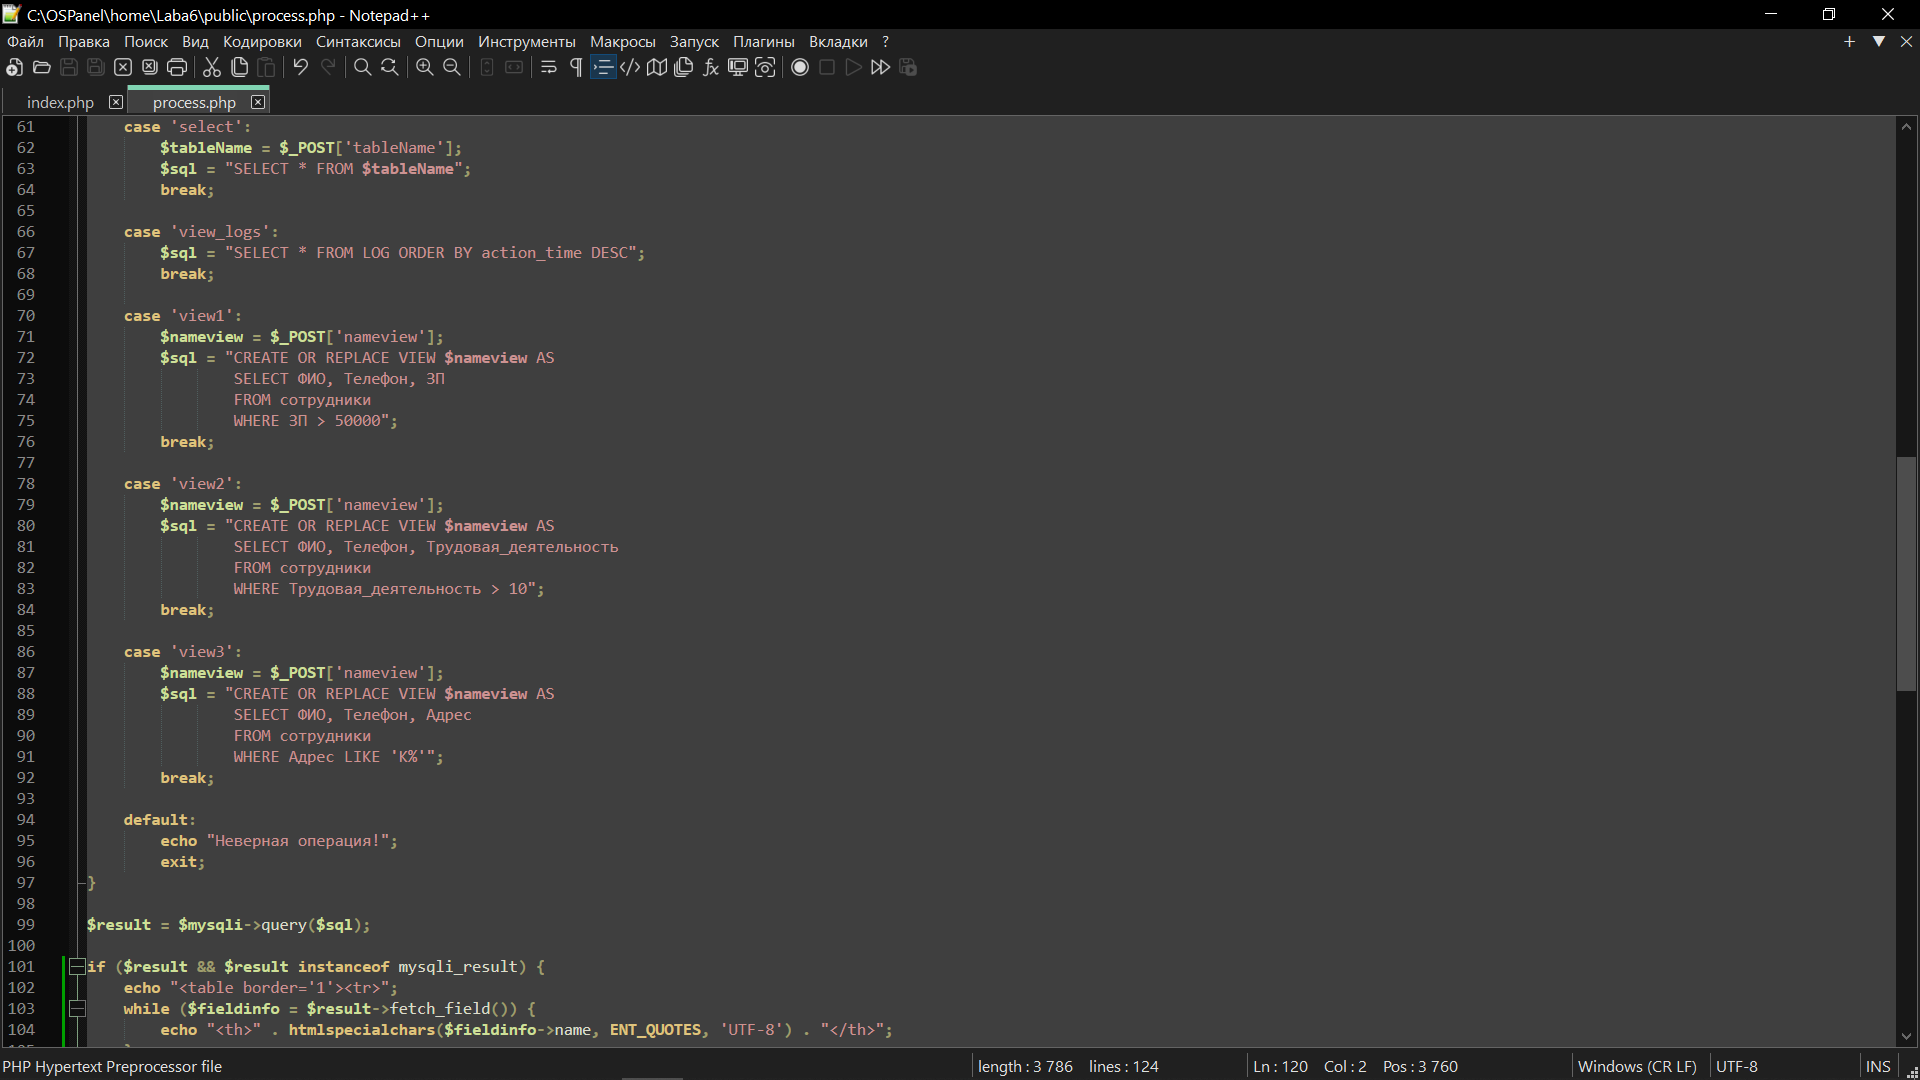 C:\OSPanel\home\Laba6\public\process.php - Notepad++
Файл Правка Поиск Вид Кодировки Синтаксисы Опции Инструменты Макросы Запуск Плагины Вкладки ?
index.php process.php
61 case 'select':
62 $tableName = $_POST['tableName'];
63 $sql = "SELECT * FROM $tableName";
64 break;
65
66 case 'view_logs':
67 $sql = "SELECT * FROM LOG ORDER BY action_time DESC";
68 break;
69
70 case 'view1':
71 $nameview = $_POST['nameview'];
72 $sql = "CREATE OR REPLACE VIEW $nameview AS
73 SELECT ФИО, Телефон, ЗП
74 FROM сотрудники
75 WHERE ЗП > 50000";
76 break;
77
78 case 'view2':
79 $nameview = $_POST['nameview'];
80 $sql = "CREATE OR REPLACE VIEW $nameview AS
81 SELECT ФИО, Телефон, Трудовая_деятельность
82 FROM сотрудники
83 WHERE Трудовая_деятельность > 10";
84 break;
85
86 case 'view3':
87 $nameview = $_POST['nameview'];
88 $sql = "CREATE OR REPLACE VIEW $nameview AS
89 SELECT ФИО, Телефон, Адрес
90 FROM сотрудники
91 WHERE Адрес LIKE 'К%'";
92 break;
93
94 default:
95 echo "Неверная операция!";
96 exit;
97 }
98
99 $result = $mysqli->query($sql);
100
101 if ($result && $result instanceof mysqli_result) {
102 echo "<table border='1'><tr>";
103 while ($fieldinfo = $result->fetch_field()) {
104 echo "<th>" . htmlspecialchars($fieldinfo->name, ENT_QUOTES, 'UTF-8') . "</th>";
PHP Hypertext Preprocessor file length : 3 786 lines : 124 Ln : 120 Col : 2 Pos : 3 760 Windows (CR LF) UTF-8 INS